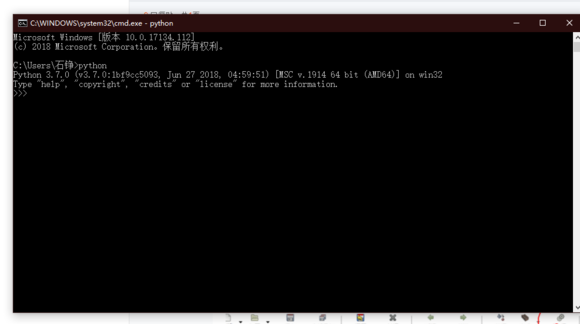 C:\WINDOWS\system32\cmd.exe - python
Microsoft Windows [版本 10.0.17134.112]
(c) 2018 Microsoft Corporation。保留所有权利。
C:\Users\石铮>python
Python 3.7.0 (v3.7.0:1bf9cc5093, Jun 27 2018, 04:59:51) [MSC v.1914 64 bit (AMD64)] on win32
Type "help", "copyright", "credits" or "license" for more information.
>>>